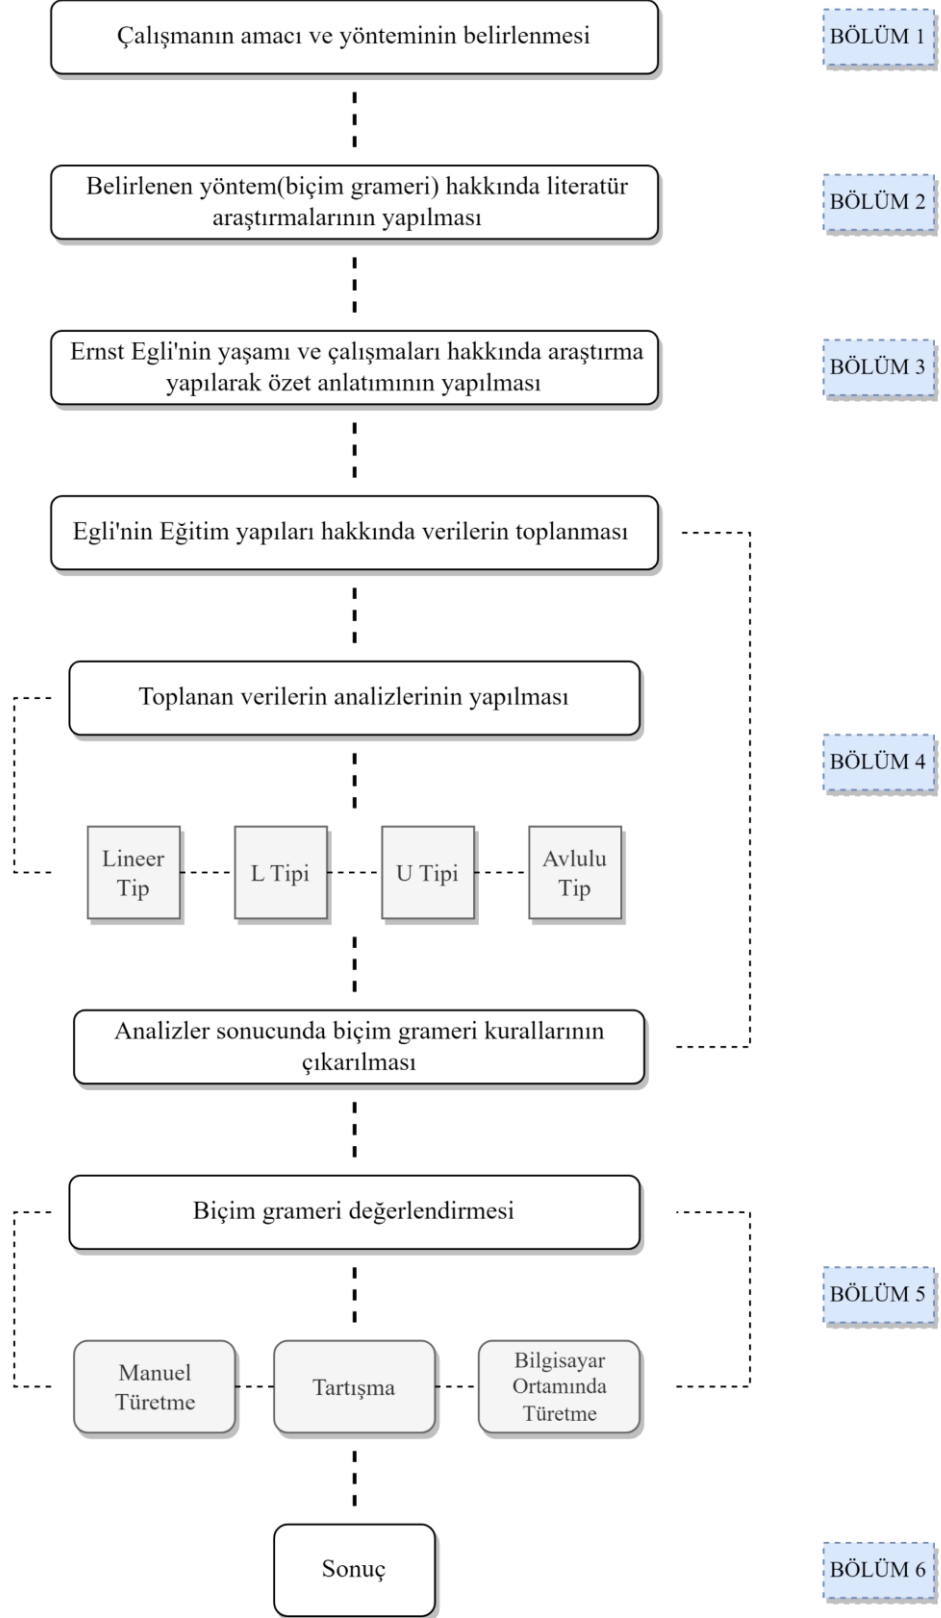 Çalışmanın amacı ve yönteminin belirlenmesi
BÖLÜM 1
Belirlenen yöntem(biçim grameri) hakkında literatür
araştırmalarının yapılması
BÖLÜM 2
Ernst Egli'nin yaşamı ve çalışmaları hakkında araştırma
yapılarak özet anlatımının yapılması
BÖLÜM 3
Egli'nin Eğitim yapıları hakkında verilerin toplanması
Toplanan verilerin analizlerinin yapılması
BÖLÜM 4
Lineer
Tip
L Tipi
U Tipi
Avlulu
Tip
Analizler sonucunda biçim grameri kurallarının
çıkarılması
Biçim grameri değerlendirmesi
BÖLÜM 5
Manuel
Türetme
Tartışma
Bilgisayar
Ortamında
Türetme
Sonuç
BÖLÜM 6